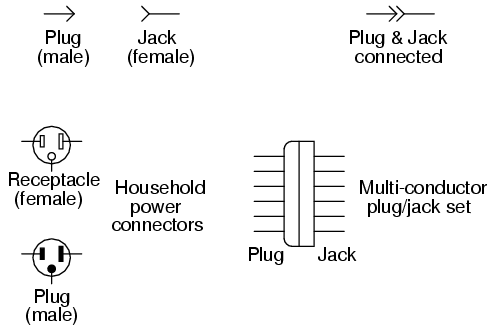 Plug
(male)
Jack
(female)
Plug & Jack
connected
Receptacle
(female)
Household
power
connectors
Multi-conductor
plug/jack set
Plug
Jack
Plug
(male)